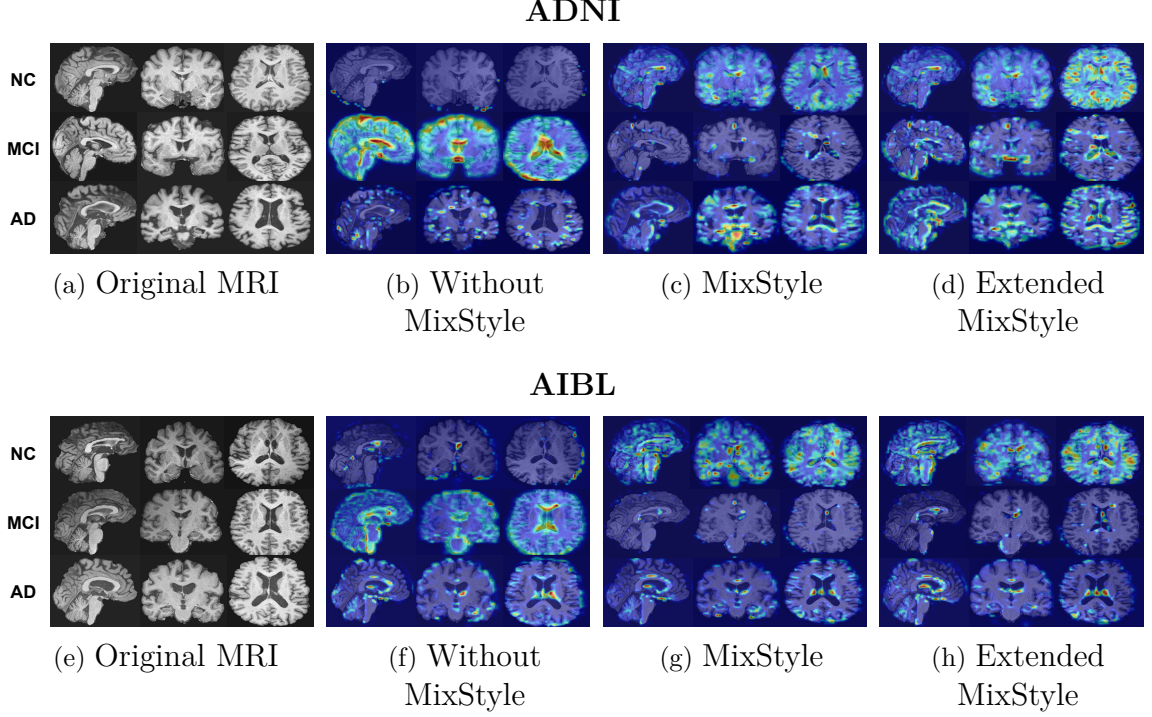 ADNI
NC
MCI
AD
(a) Original MRI
(b) Without
MixStyle
(c) MixStyle
(d) Extended
MixStyle
AIBL
NC
MCI
AD
(e) Original MRI
(f) Without
MixStyle
(g) MixStyle
(h) Extended
MixStyle